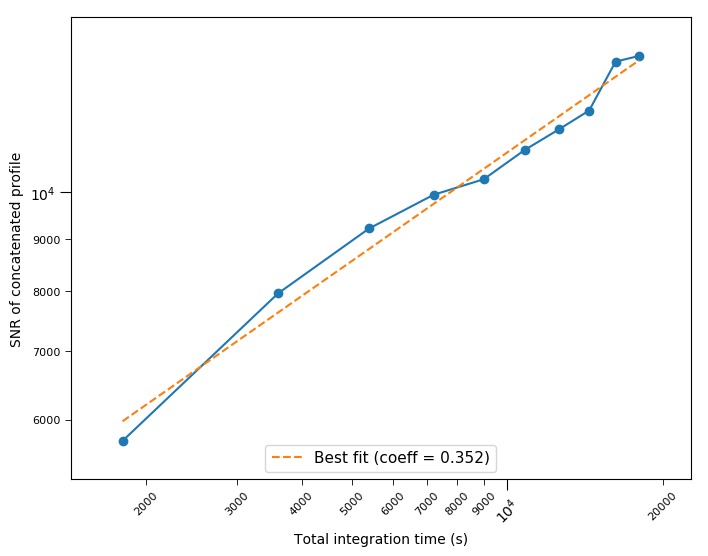 SNR of concatenated profile
10⁴
9000
8000
7000
6000
Best fit (coeff = 0.352)
2000 3000 4000 5000 6000 7000 8000 9000 10⁴ 20000
Total integration time (s)